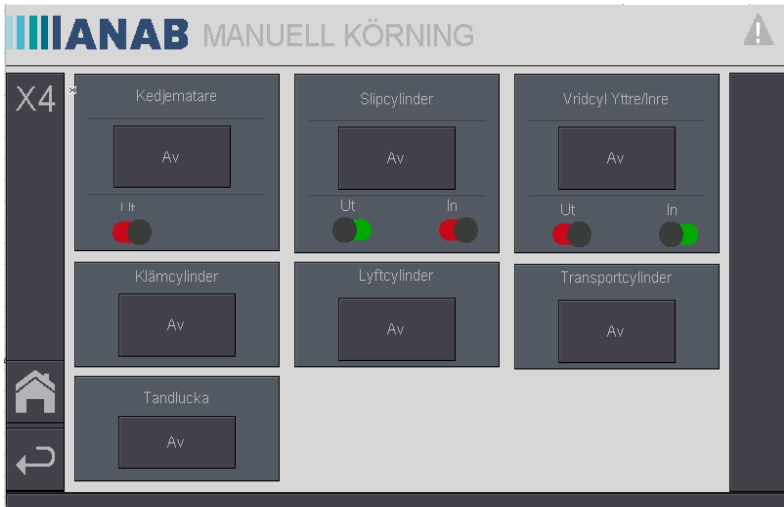 ANAB MANUELL KÖRNING
X4
Kedjematare
Av
Slipcylinder
Av
Ut In
Vridcyl Yttre/Inre
Av
Ut In
Klämcylinder
Av
Lyftcylinder
Av
Transportcylinder
Av
Tandlucka
Av